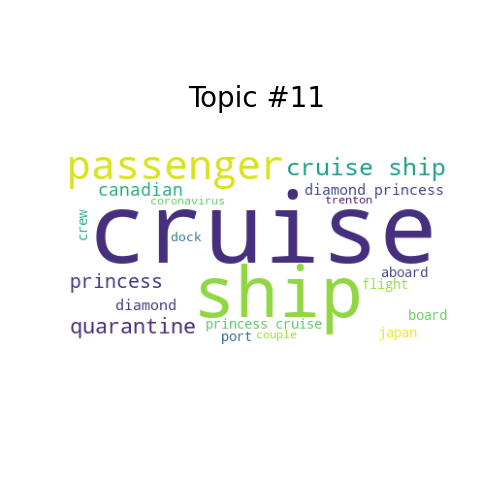 Topic #11
passenger
cruise ship
canadian
diamond princess
coronavirus
trenton
crew
cruise
dock
aboard
princess
ship
flight
diamond
board
quarantine
princess cruise
port
couple
japan